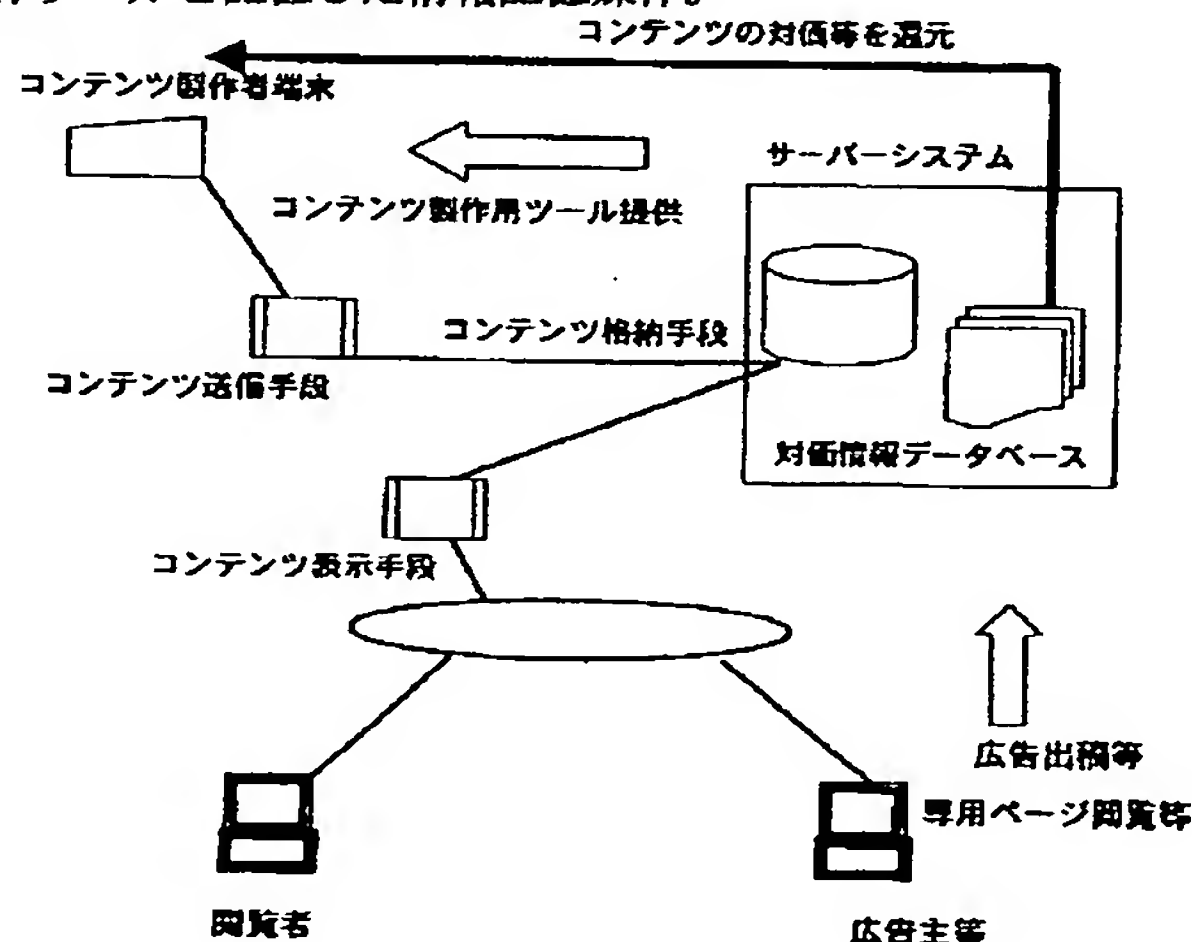 コンテンツの対価等を還元
コンテンツ製作者端末
サーバーシステム
コンテンツ製作用ツール提供
コンテンツ格納手段
コンテンツ送信手段
対価情報データベース
コンテンツ表示手段
広告出稿等
専用ページ閲覧等
閲覧者
広告主等